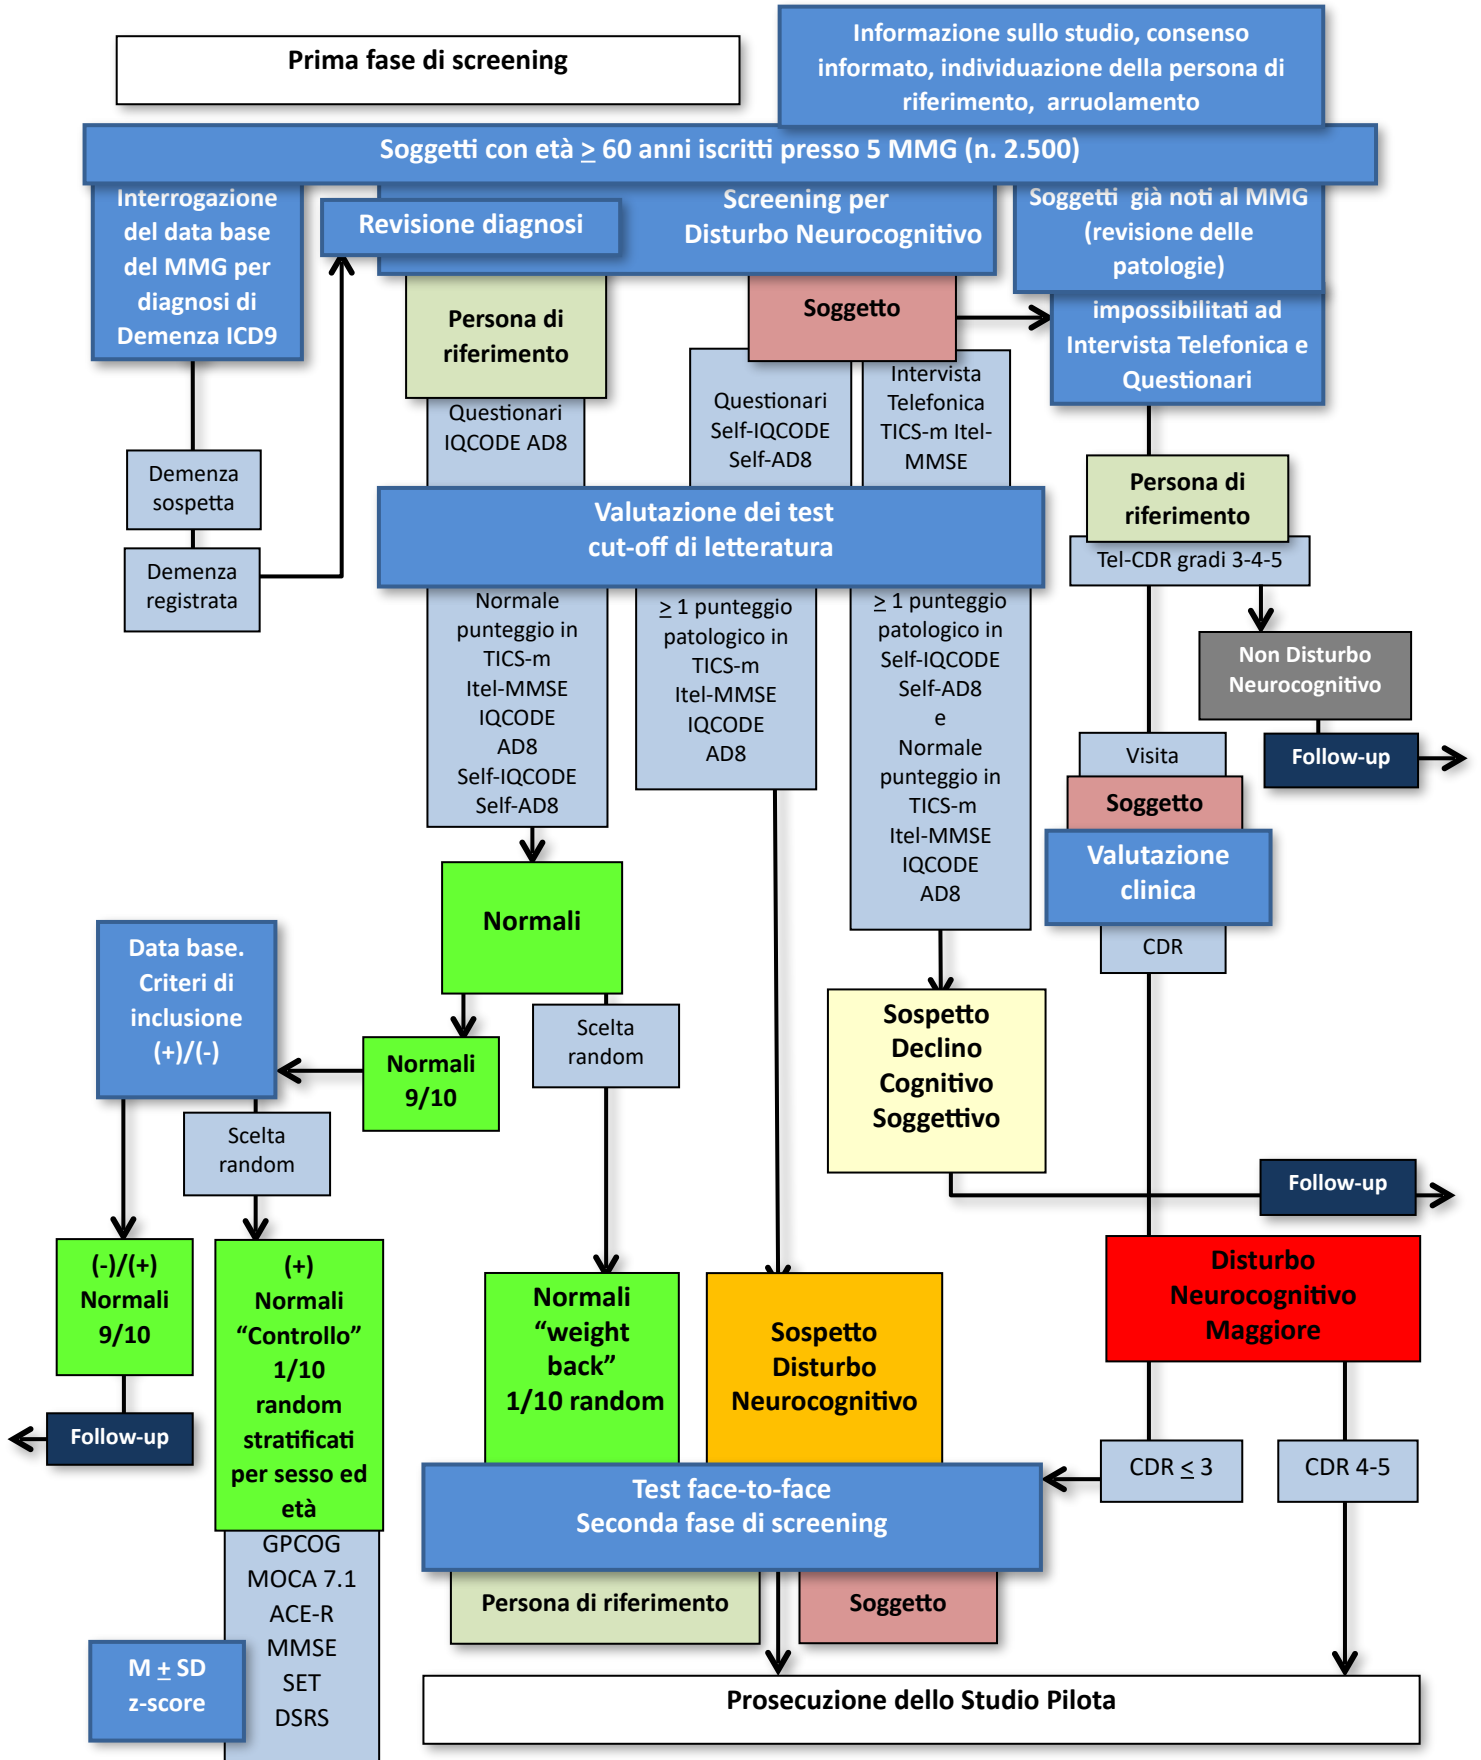 Prima fase di screening
Informazione sullo studio, consenso
informato, individuazione della persona di
riferimento, arruolamento
Soggetti con età ≥ 60 anni iscritti presso 5 MMG (n. 2.500)
Interrogazione
del data base
del MMG per
diagnosi di
Demenza ICD9
Revisione diagnosi
Screening per
Disturbo Neurocognitivo
Soggetti già noti al MMG
(revisione delle
patologie)
impossibilitati ad
Intervista Telefonica e
Questionari
Persona di
riferimento
Soggetto
Questionari
IQCODE AD8
Questionari
Self-IQCODE
Self-AD8
Intervista
Telefonica
TICS-m Itel-
MMSE
Demenza
sospetta
Demenza
registrata
Persona di
riferimento
Tel-CDR gradi 3-4-5
Valutazione dei test
cut-off di letteratura
Normale
punteggio in
TICS-m
Itel-MMSE
IQCODE
AD8
Self-IQCODE
Self-AD8
≥ 1 punteggio
patologico in
TICS-m
Itel-MMSE
IQCODE
AD8
≥ 1 punteggio
patologico in
Self-IQCODE
Self-AD8
e
Normale
punteggio in
TICS-m
Itel-MMSE
IQCODE
AD8
Non Disturbo
Neurocognitivo
Follow-up
Visita
Soggetto
Valutazione
clinica
CDR
Normali
Data base.
Criteri di
inclusione
(+)/(-)
Normali
9/10
Scelta
random
Sospetto
Declino
Cognitivo
Soggettivo
Scelta
random
Follow-up
(-)/(+)
Normali
9/10
(+)
Normali
“Controllo”
1/10
random
stratificati
per sesso ed
età
Normali
“weight
back”
1/10 random
Sospetto
Disturbo
Neurocognitivo
Disturbo
Neurocognitivo
Maggiore
Follow-up
CDR ≤ 3
CDR 4-5
Test face-to-face
Seconda fase di screening
GPCOG
MOCA 7.1
ACE-R
MMSE
SET
DSRS
Persona di riferimento
Soggetto
M ± SD
z-score
Prosecuzione dello Studio Pilota